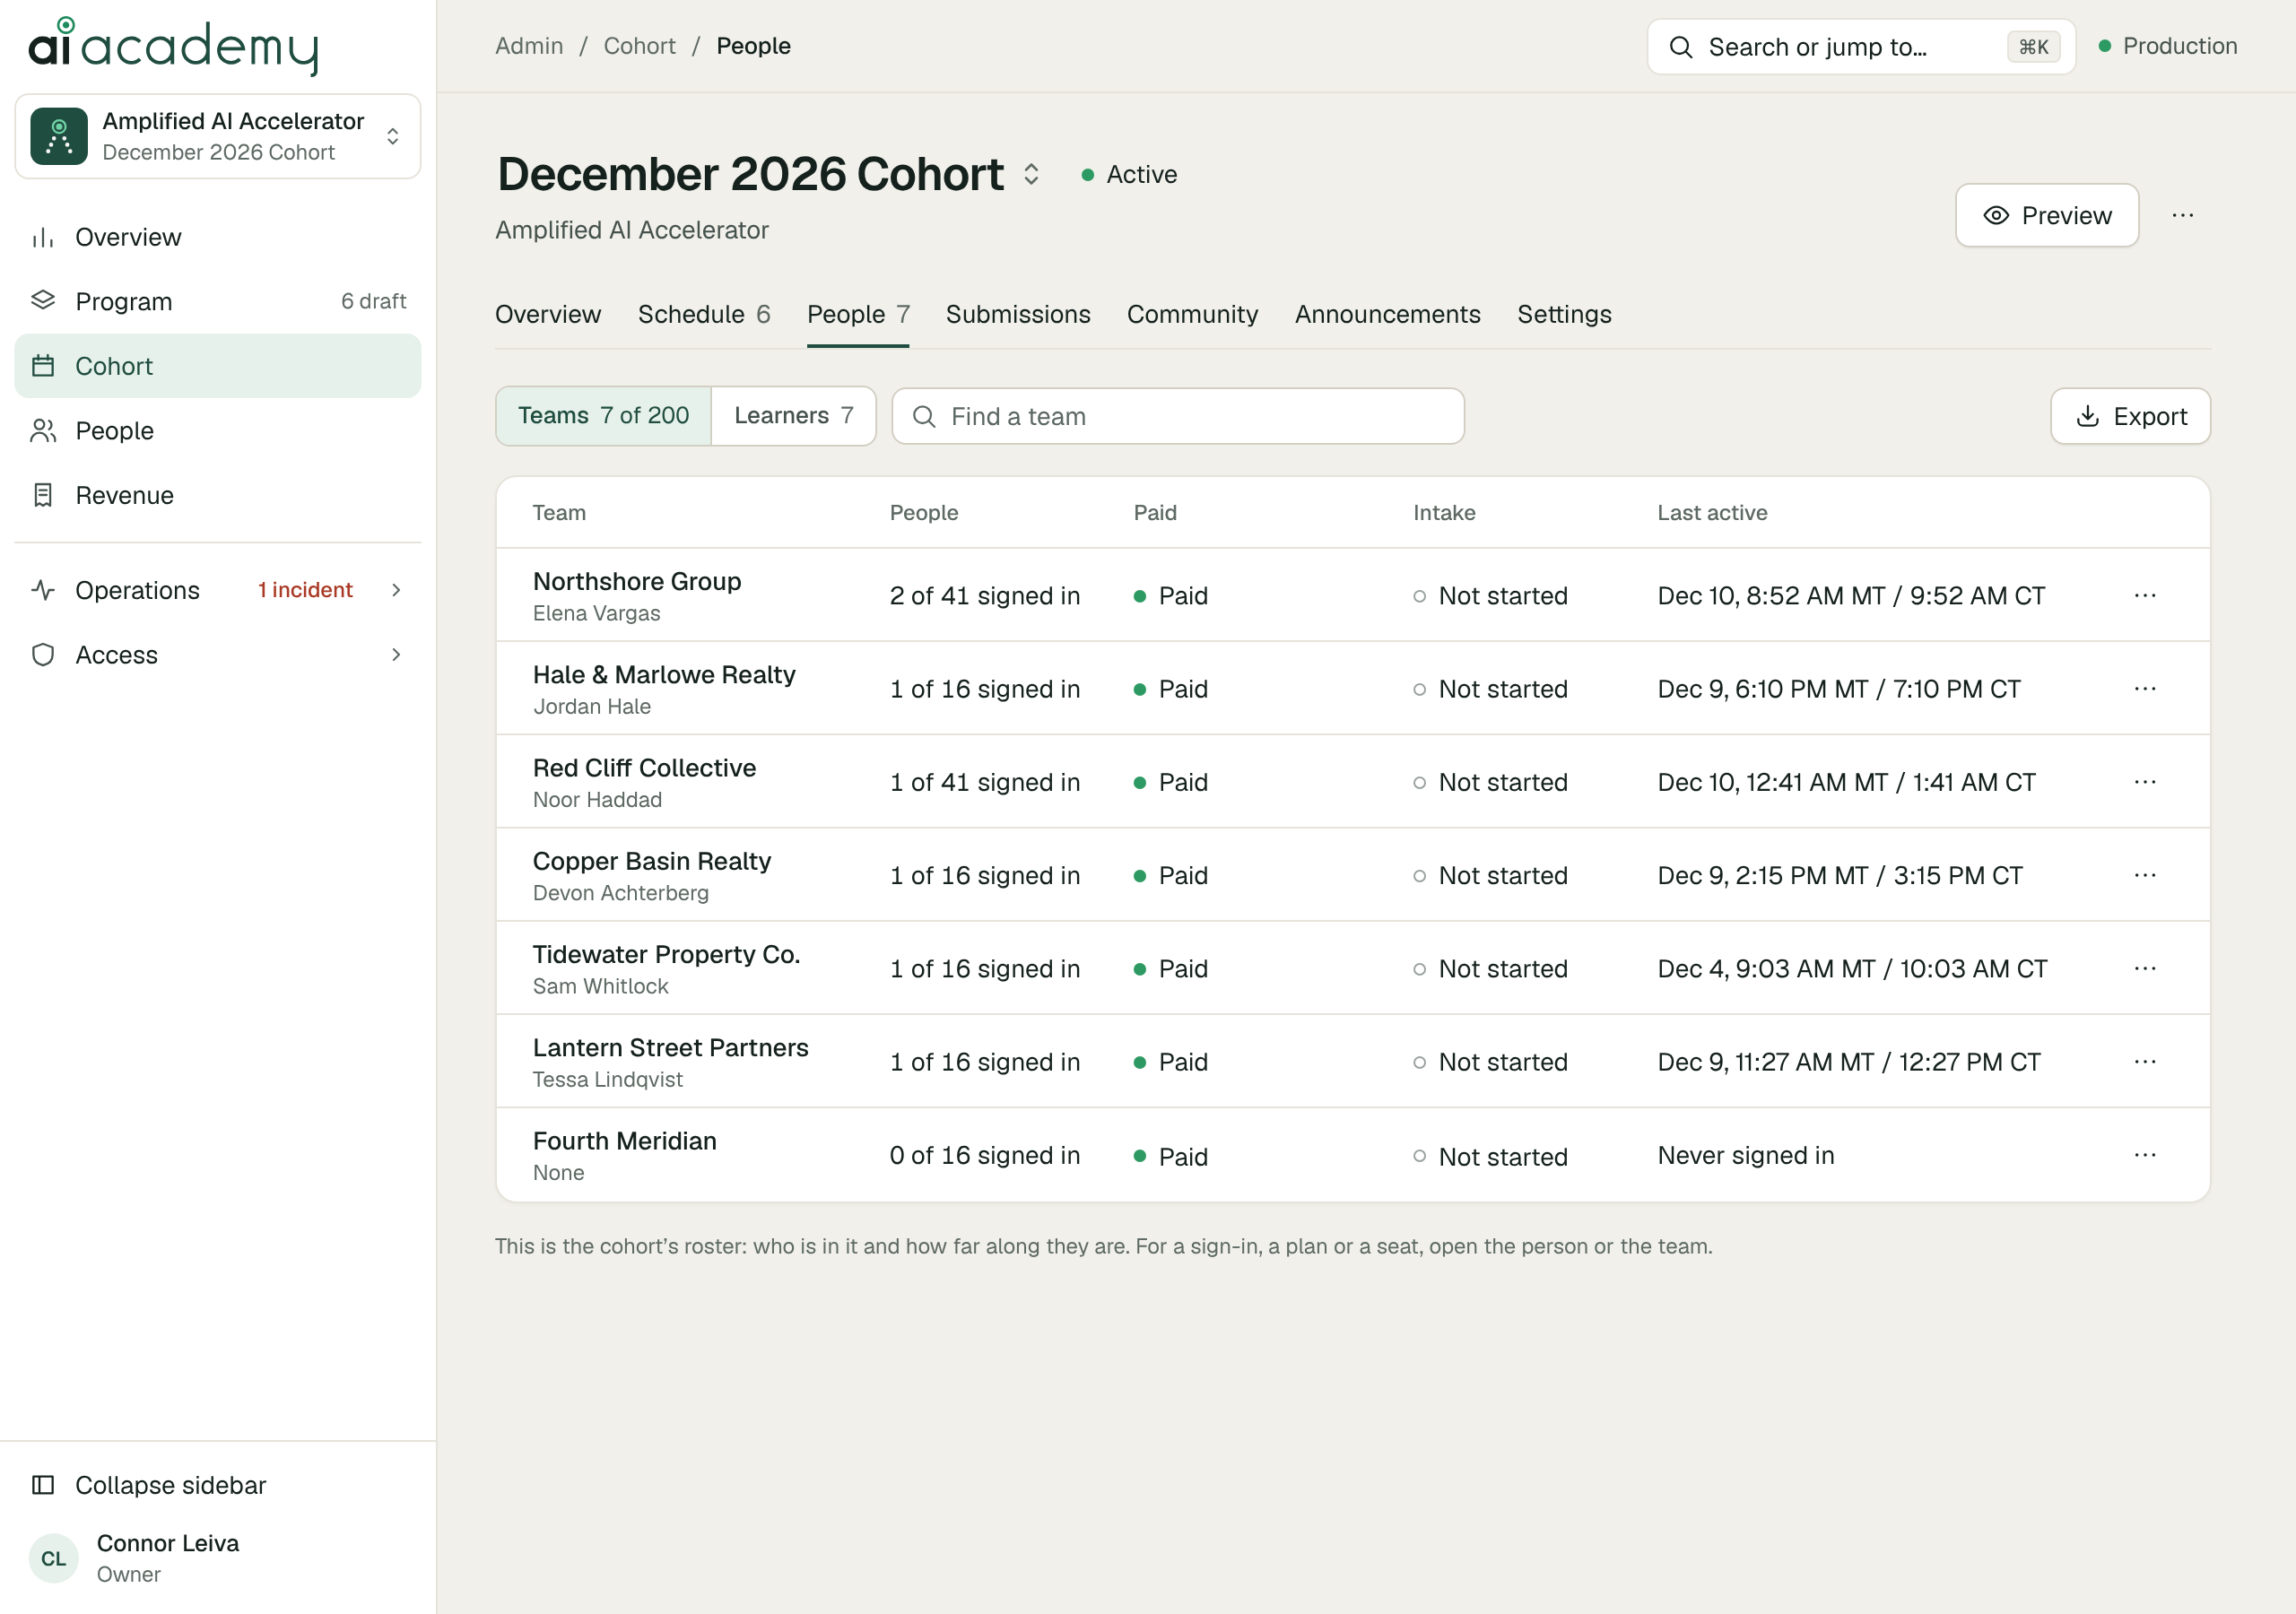 ai academy
Amplified AI Accelerator
December 2026 Cohort
Overview
Program 6 draft
Cohort
People
Revenue
Operations 1 incident
Access
Collapse sidebar
CL
Connor Leiva
Owner
Admin / Cohort / People
Search or jump to… ⌘K
Production
December 2026 Cohort
Active
Amplified AI Accelerator
Preview
Overview Schedule 6 People 7 Submissions Community Announcements Settings
Teams 7 of 200 Learners 7
Find a team
Export
Team People Paid Intake Last active
Northshore Group
Elena Vargas
2 of 41 signed in Paid Not started Dec 10, 8:52 AM MT / 9:52 AM CT
Hale & Marlowe Realty
Jordan Hale
1 of 16 signed in Paid Not started Dec 9, 6:10 PM MT / 7:10 PM CT
Red Cliff Collective
Noor Haddad
1 of 41 signed in Paid Not started Dec 10, 12:41 AM MT / 1:41 AM CT
Copper Basin Realty
Devon Achterberg
1 of 16 signed in Paid Not started Dec 9, 2:15 PM MT / 3:15 PM CT
Tidewater Property Co.
Sam Whitlock
1 of 16 signed in Paid Not started Dec 4, 9:03 AM MT / 10:03 AM CT
Lantern Street Partners
Tessa Lindqvist
1 of 16 signed in Paid Not started Dec 9, 11:27 AM MT / 12:27 PM CT
Fourth Meridian
None
0 of 16 signed in Paid Not started Never signed in
This is the cohort’s roster: who is in it and how far along they are. For a sign-in, a plan or a seat, open the person or the team.